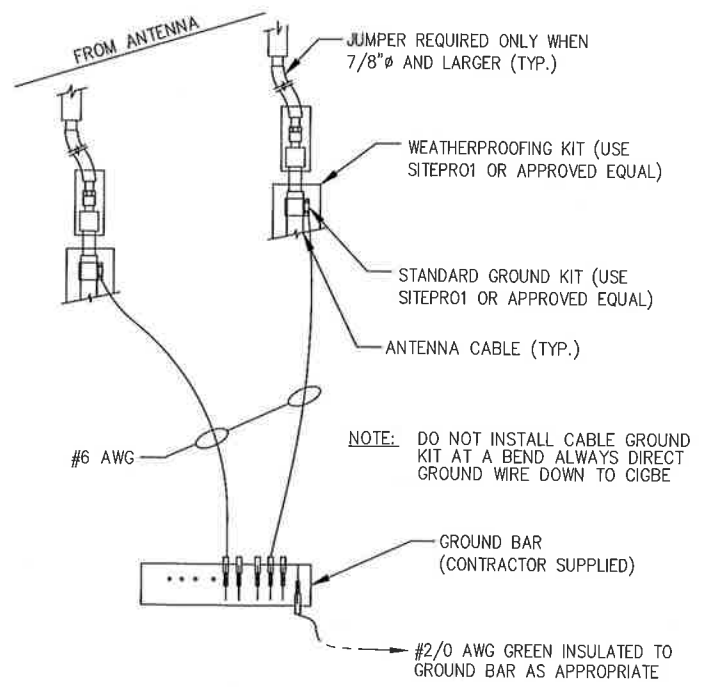 FROM ANTENNA
JUMPER REQUIRED ONLY WHEN
7/8"ø AND LARGER (TYP.)
WEATHERPROOFING KIT (USE
SITEPRO1 OR APPROVED EQUAL)
STANDARD GROUND KIT (USE
SITEPRO1 OR APPROVED EQUAL)
ANTENNA CABLE (TYP.)
#6 AWG
NOTE: DO NOT INSTALL CABLE GROUND
KIT AT A BEND ALWAYS DIRECT
GROUND WIRE DOWN TO CIGBE
GROUND BAR
(CONTRACTOR SUPPLIED)
#2/0 AWG GREEN INSULATED TO
GROUND BAR AS APPROPRIATE